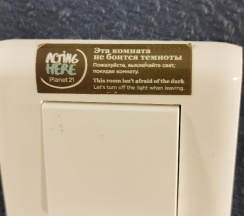 ACTING
HERE
Planet 21
Эта комната
не боится темноты
Пожалуйста, выключайте свет,
покидая комнату.
This room isn't afraid of the dark
Let's turn off the light when leaving.